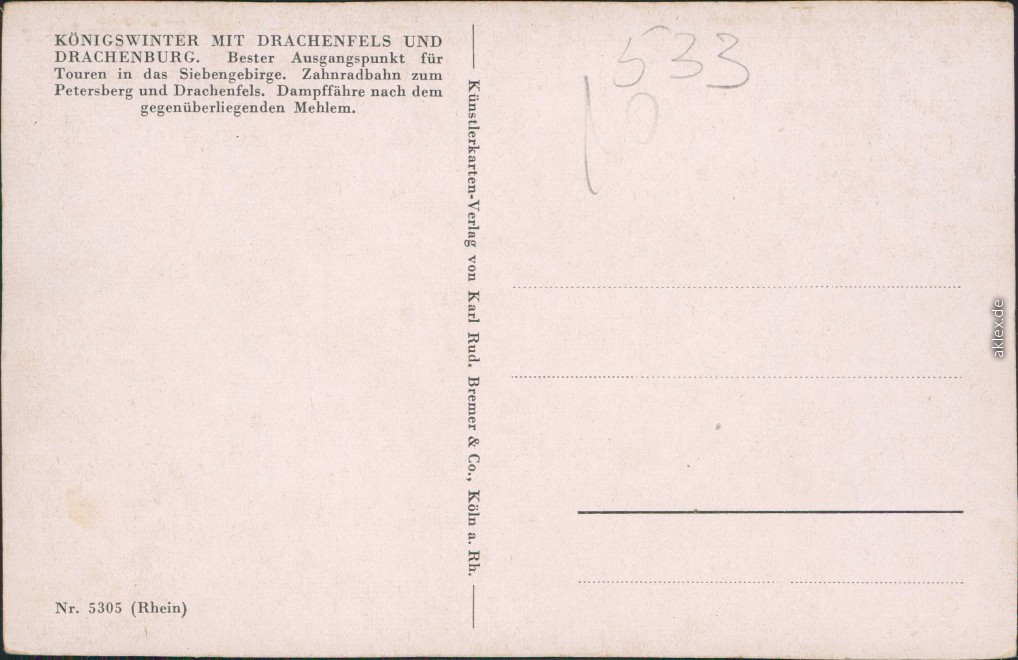 KÖNIGSWINTER MIT DRACHENFELS UND
DRACHENBURG. Bester Ausgangspunkt für
Touren in das Siebengebirge. Zahnradbahn zum
Petersberg und Drachenfels. Dampffähre nach dem
gegenüberliegenden Mehlem.
Nr. 5305 (Rhein)
Künstlerkarten-Verlag von Karl Rud. Bremer & Co., Köln a. Rh.
533
aklex.de